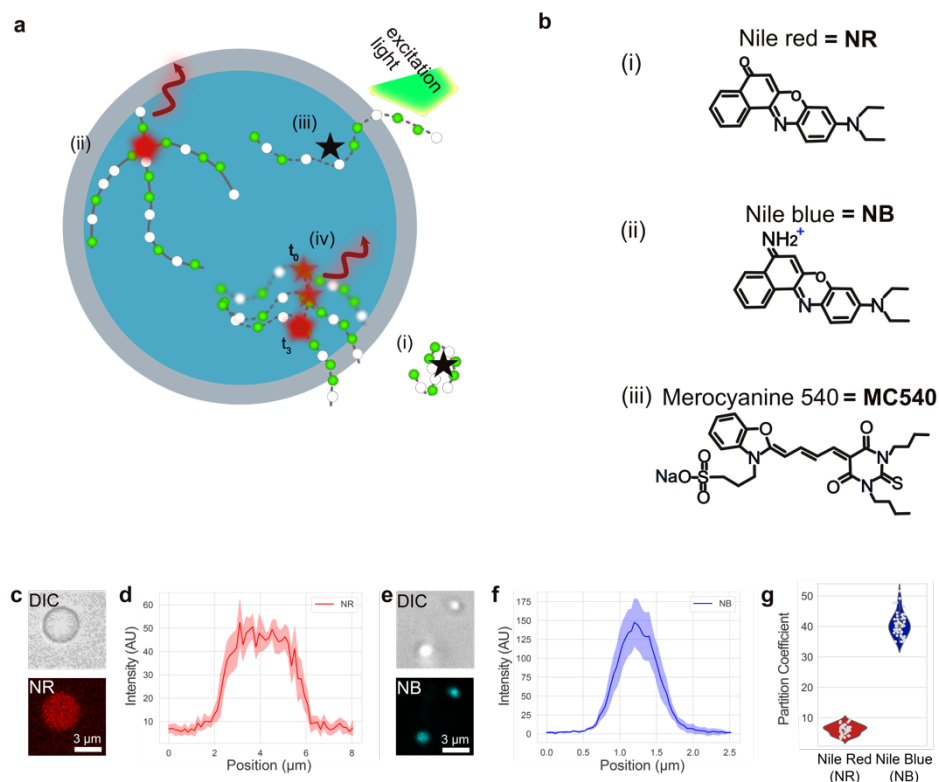 a
excitation
light
(ii)
(iii)
(iv)
t0
t3
(i)
b
Nile red = NR
(i)
O
O
N
N
Nile blue = NB
(ii)
NH2+
O
N
N
(iii) Merocyanine 540 = MC540
O
O
N
N
NaO
S
O
O
O
N
S
c
DIC
NR
3 µm
d
Intensity (AU)
60
50
40
30
20
10
0
2
4
6
8
Position (µm)
NR
e
DIC
NB
3 µm
f
Intensity (AU)
175
150
125
100
75
50
25
0
0.0
0.5
1.0
1.5
2.0
2.5
Position (µm)
NB
g
Partition Coefficient
50
40
30
20
10
Nile Red
(NR)
Nile Blue
(NB)